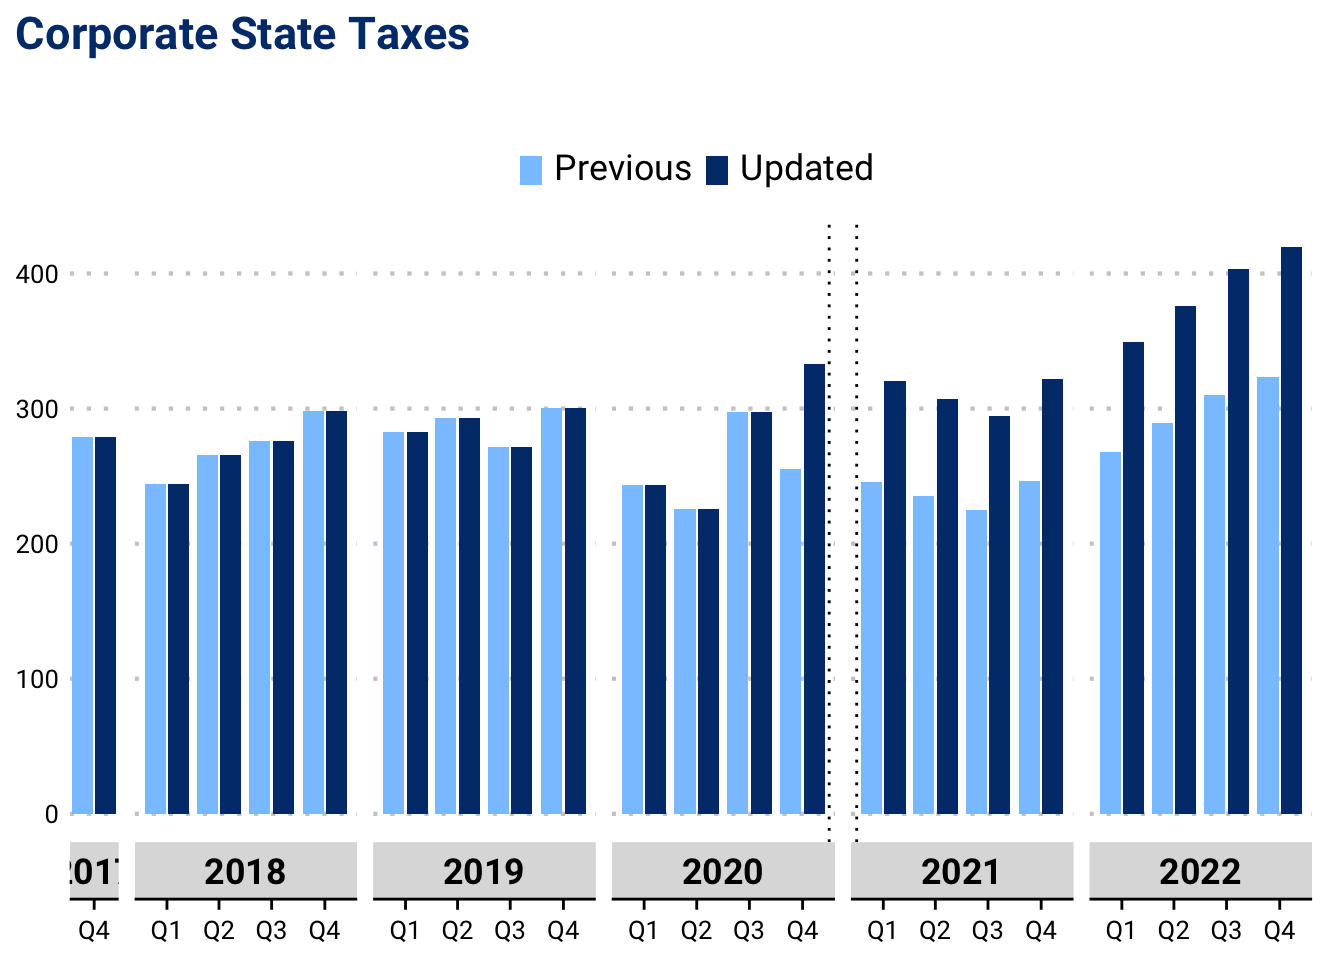 Corporate State Taxes
Previous Updated
400
300
200
100
0
2017 2018 2019 2020 2021 2022
Q4 Q1 Q2 Q3 Q4 Q1 Q2 Q3 Q4 Q1 Q2 Q3 Q4 Q1 Q2 Q3 Q4 Q1 Q2 Q3 Q4